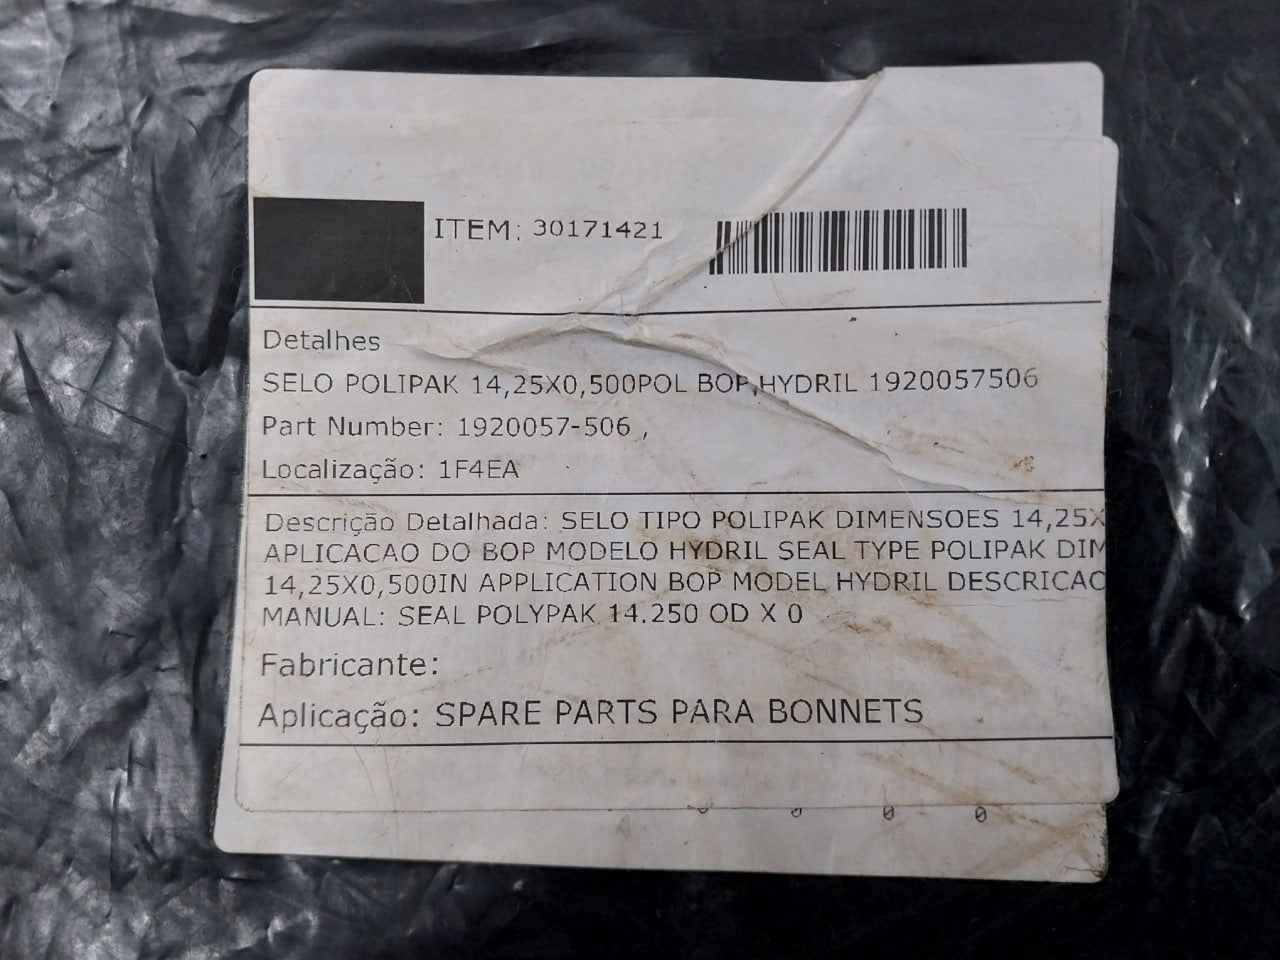 ITEM: 30171421
Detalhes
SELO POLIPAK 14,25X0,500POL BOP,HYDRIL 1920057506
Part Number: 1920057-506 ,
Localização: 1F4EA
Descrição Detalhada: SELO TIPO POLIPAK DIMENSOES 14,25X
APLICACAO DO BOP MODELO HYDRIL SEAL TYPE POLIPAK DIM
14,25X0,500IN APPLICATION BOP MODEL HYDRIL DESCRICAO
MANUAL: SEAL POLYPAK 14.250 OD X 0
Fabricante:
Aplicação: SPARE PARTS PARA BONNETS